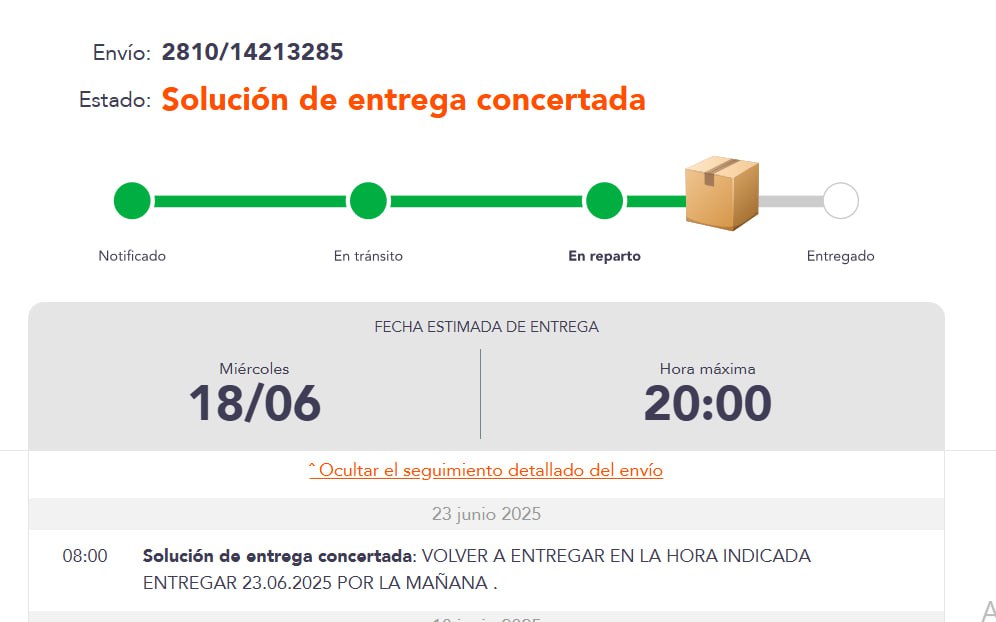 Envío: 2810/14213285
Estado: Solución de entrega concertada
Notificado En tránsito En reparto Entregado
FECHA ESTIMADA DE ENTREGA
Miércoles Hora máxima
18/06 20:00
ˆ Ocultar el seguimiento detallado del envío
23 junio 2025
08:00 Solución de entrega concertada: VOLVER A ENTREGAR EN LA HORA INDICADA
ENTREGAR 23.06.2025 POR LA MAÑANA .